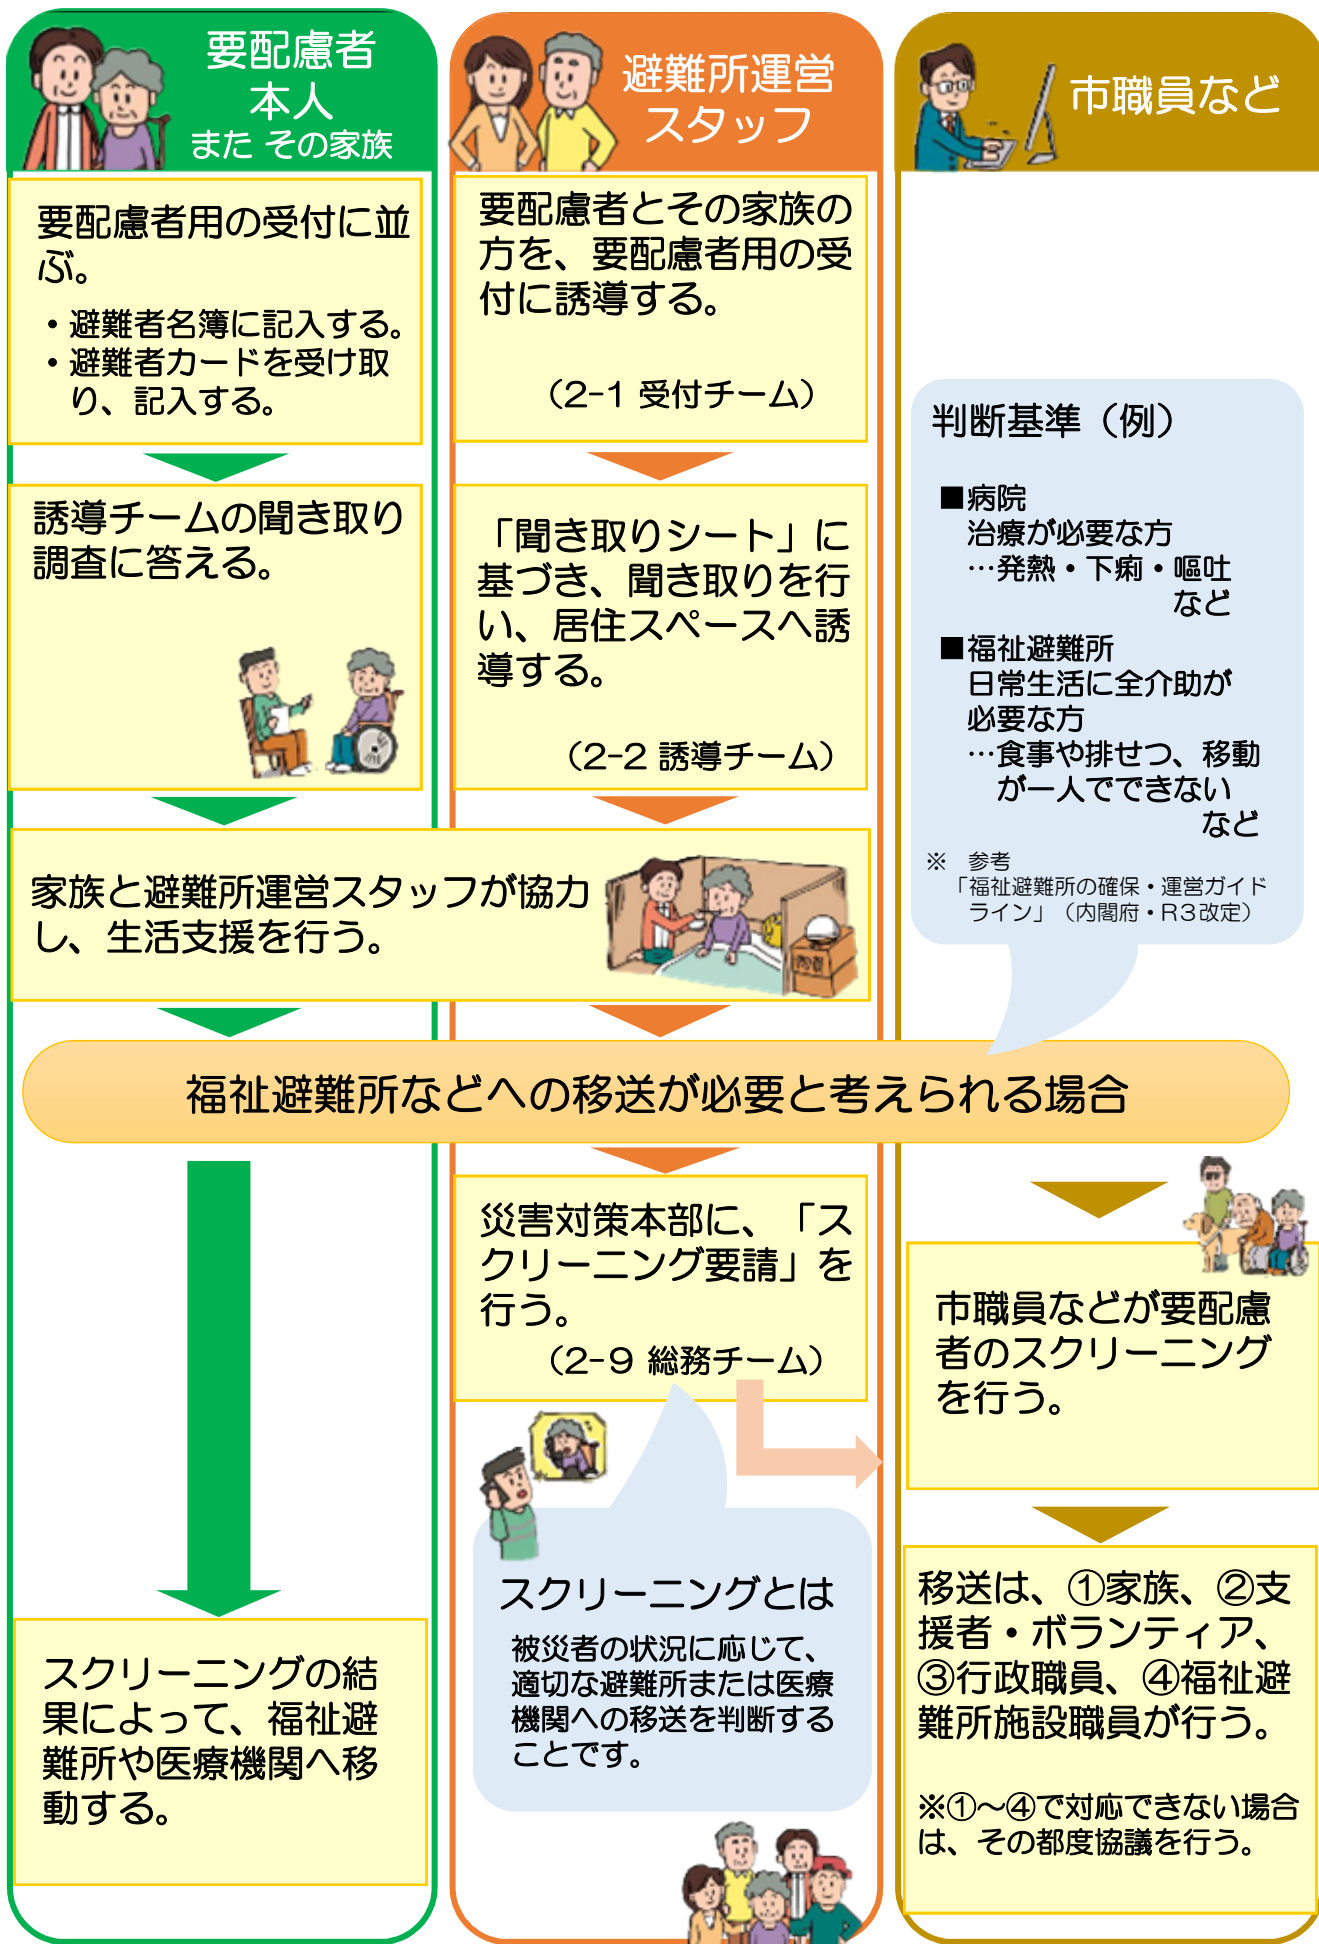 要配慮者
本人
また その家族
要配慮者用の受付に並
ぶ。
・避難者名簿に記入する。
・避難者カードを受け取
り、記入する。
誘導チームの聞き取り
調査に答える。
避難所運営
スタッフ
要配慮者とその家族の
方を、要配慮者用の受
付に誘導する。
（2-1 受付チーム）
「聞き取りシート」に
基づき、聞き取りを行
い、居住スペースへ誘
導する。
（2-2 誘導チーム）
家族と避難所運営スタッフが協力
し、生活支援を行う。
市職員など
判断基準（例）
■病院
治療が必要な方
…発熱・下痢・嘔吐
など
■福祉避難所
日常生活に全介助が
必要な方
…食事や排せつ、移動
が一人でできない
など
※　参考
「福祉避難所の確保・運営ガイド
ライン」（内閣府・R3改定）
福祉避難所などへの移送が必要と考えられる場合
スクリーニングの結
果によって、福祉避
難所や医療機関へ移
動する。
災害対策本部に、「ス
クリーニング要請」を
行う。
（2-9 総務チーム）
スクリーニングとは
被災者の状況に応じて、
適切な避難所または医療
機関への移送を判断する
ことです。
市職員などが要配慮
者のスクリーニング
を行う。
移送は、①家族、②支
援者・ボランティア、
③行政職員、④福祉避
難所施設職員が行う。
※①～④で対応できない場合
は、その都度協議を行う。